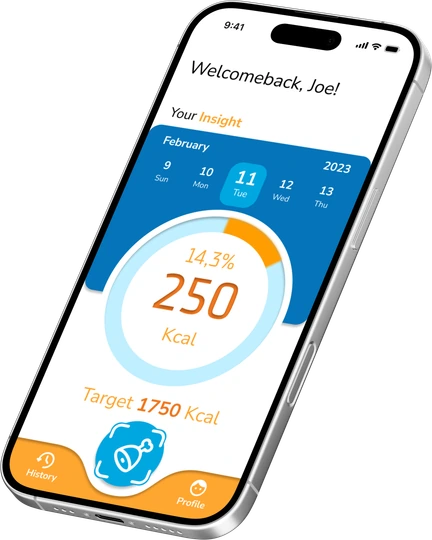 9:41
Welcomeback, Joe!
Your Insight
February 2023
9 10 11 12 13
Sun Mon Tue Wed Thu
14,3%
250
Kcal
Target 1750 Kcal
History Profile